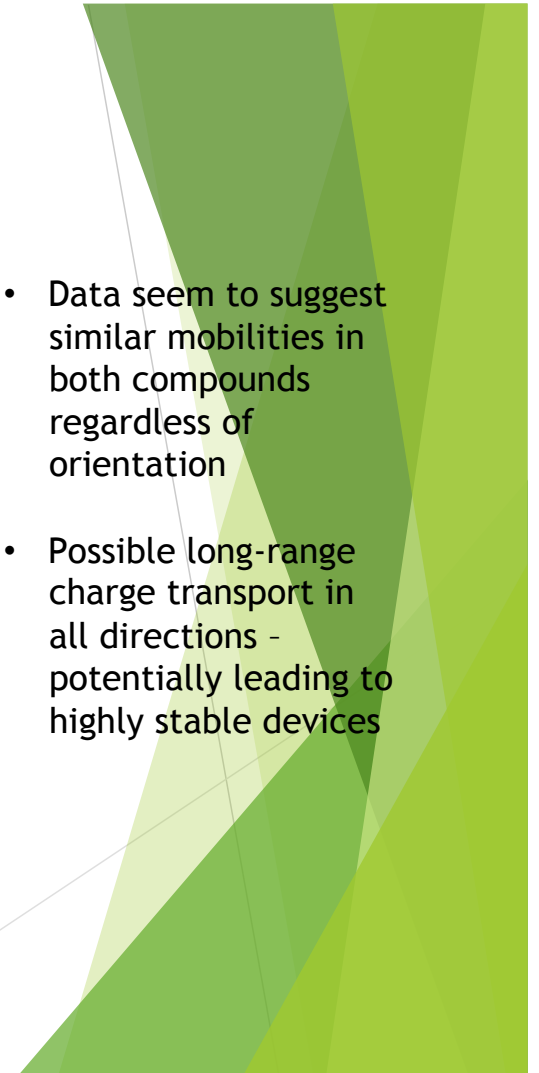 • Data seem to suggest
similar mobilities in
both compounds
regardless of
orientation
• Possible long-range
charge transport in
all directions –
potentially leading to
highly stable devices